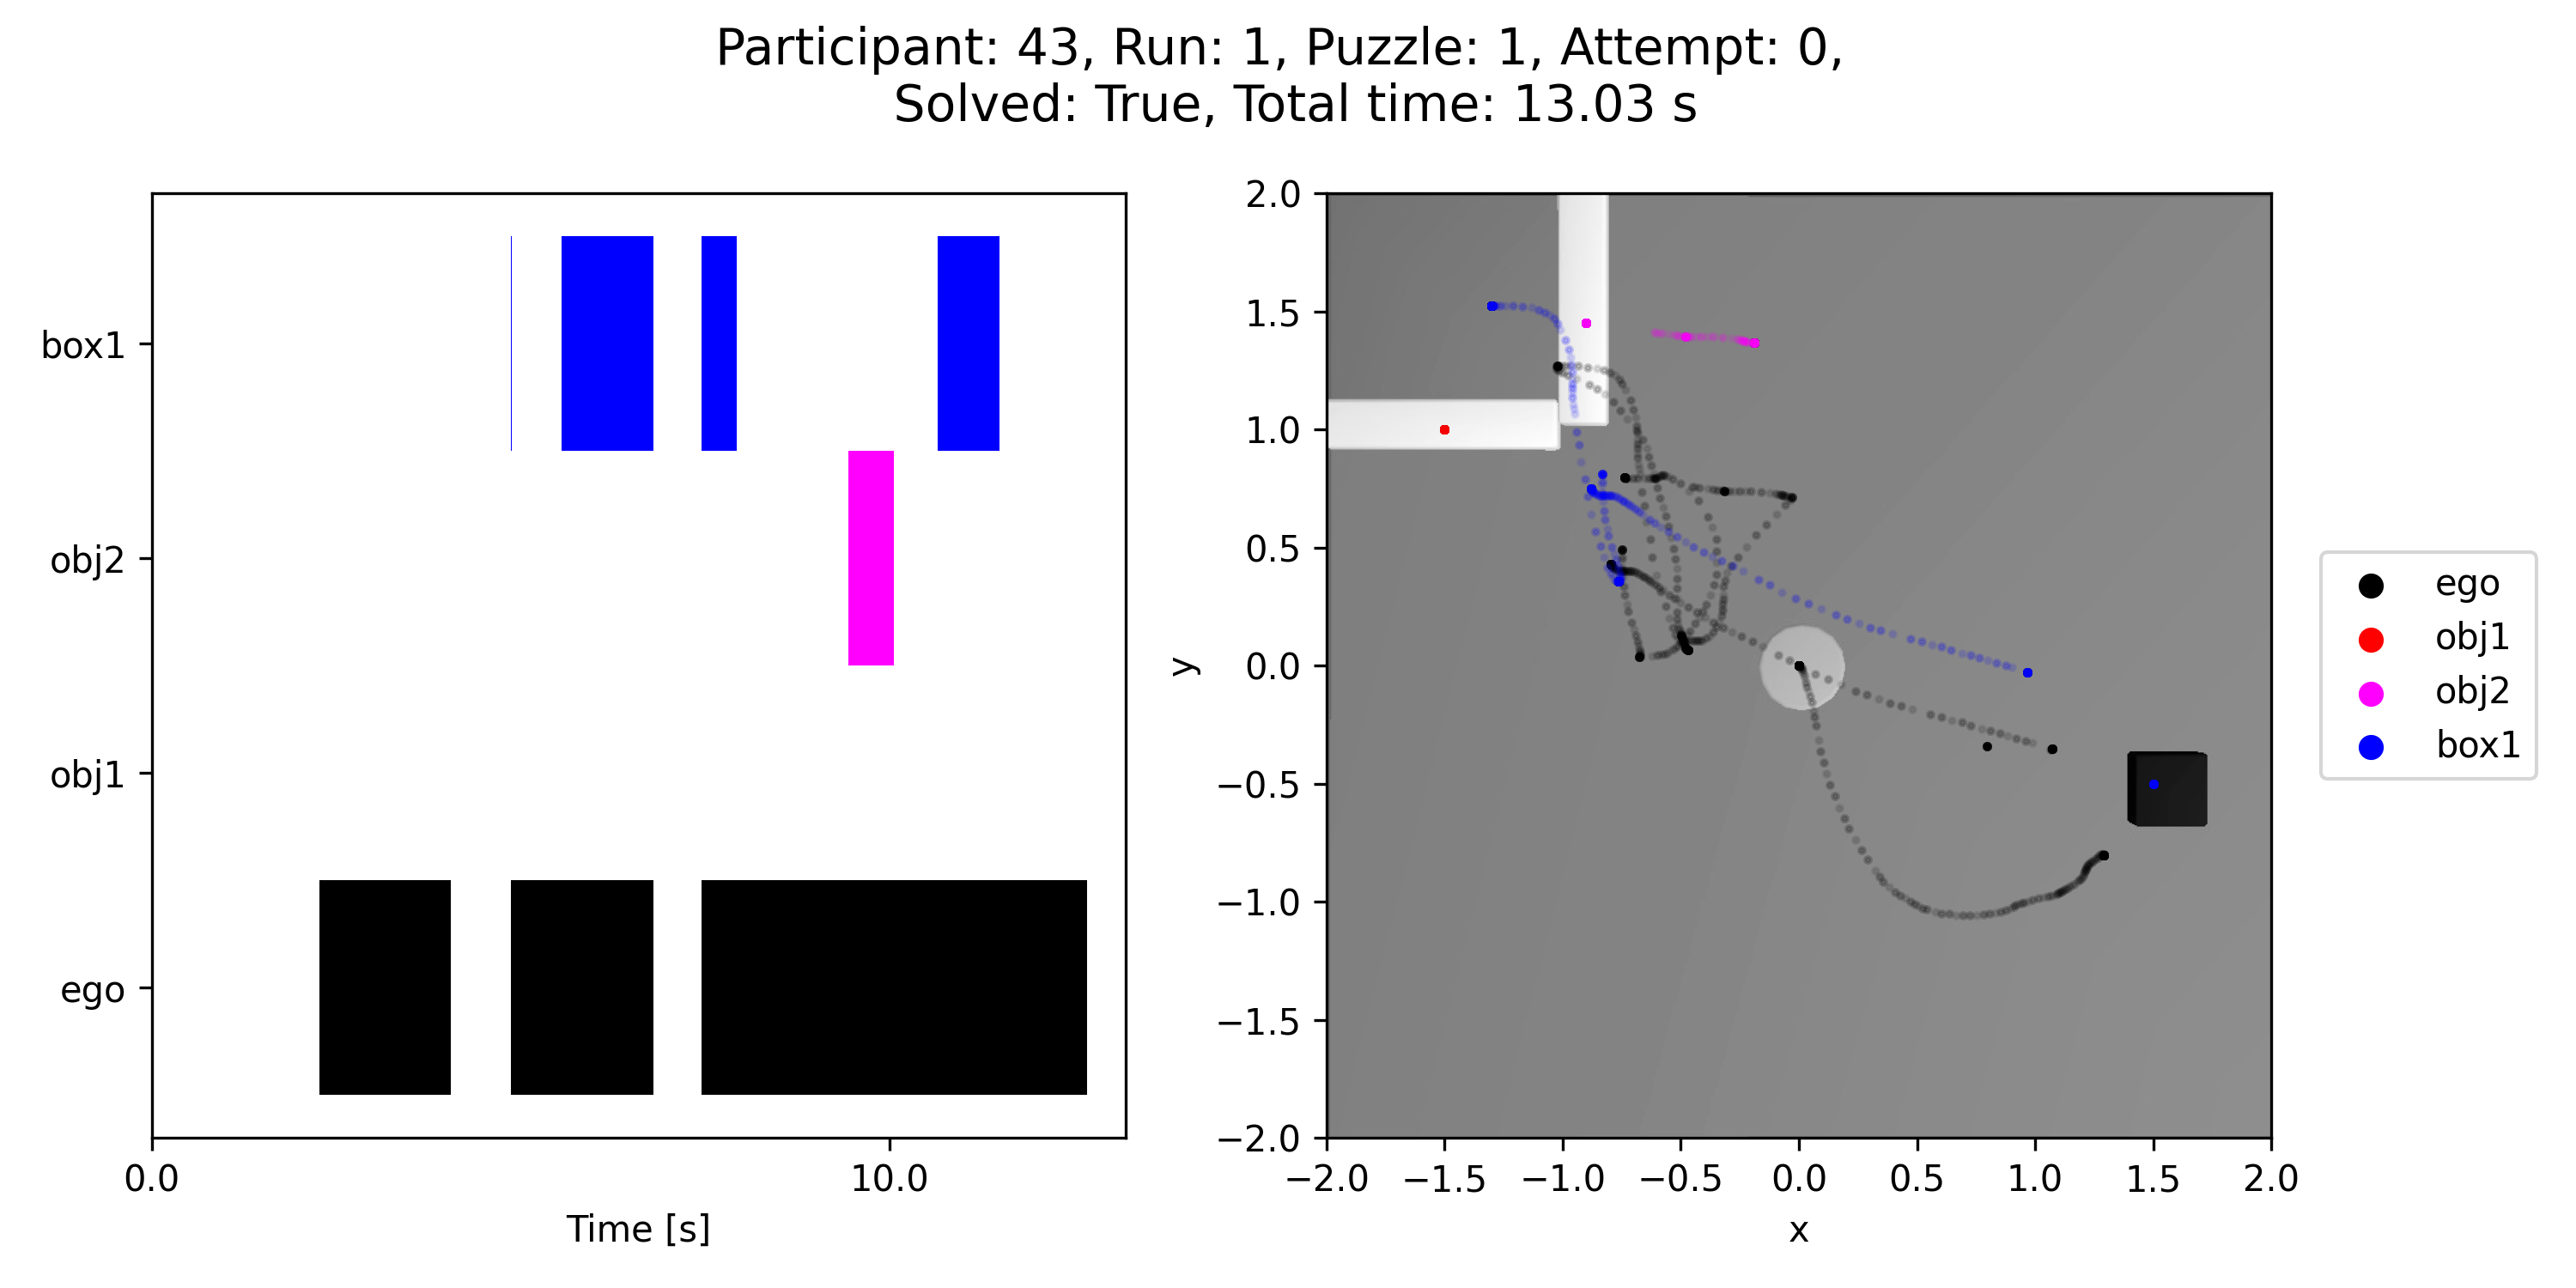 Participant: 43, Run: 1, Puzzle: 1, Attempt: 0,
Solved: True, Total time: 13.03 s
box1
obj2
obj1
ego
0.0
10.0
Time [s]
2.0
1.5
1.0
0.5
0.0
−0.5
−1.0
−1.5
−2.0
y
−2.0
−1.5
−1.0
−0.5
0.0
0.5
1.0
1.5
2.0
x
ego
obj1
obj2
box1